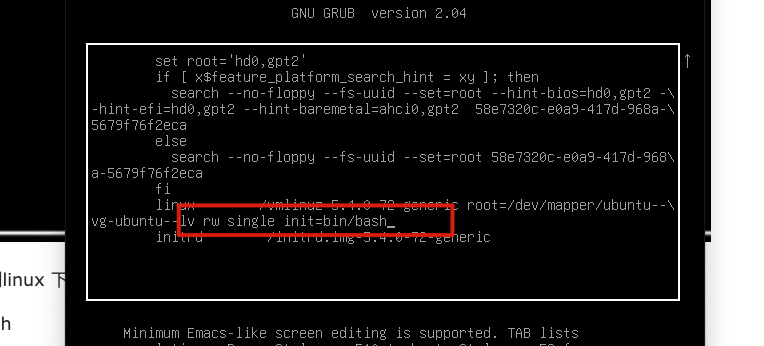 GNU GRUB version 2.04
set root='hd0,gpt2'
if [ x$feature_platform_search_hint = xy ]; then
search --no-floppy --fs-uuid --set=root --hint-bios=hd0,gpt2 -\
-hint-efi=hd0,gpt2 --hint-baremetal=ahci0,gpt2 58e7320c-e0a9-417d-968a-\
5679f76f2eca
else
search --no-floppy --fs-uuid --set=root 58e7320c-e0a9-417d-968\
a-5679f76f2eca
fi
linux /vmlinuz-5.4.0-72-generic root=/dev/mapper/ubuntu--\
vg-ubuntu--lv rw single init=bin/bash_
initrd /initrd.img-5.4.0-72-generic
linux 下
h
Minimum Emacs-like screen editing is supported. TAB lists